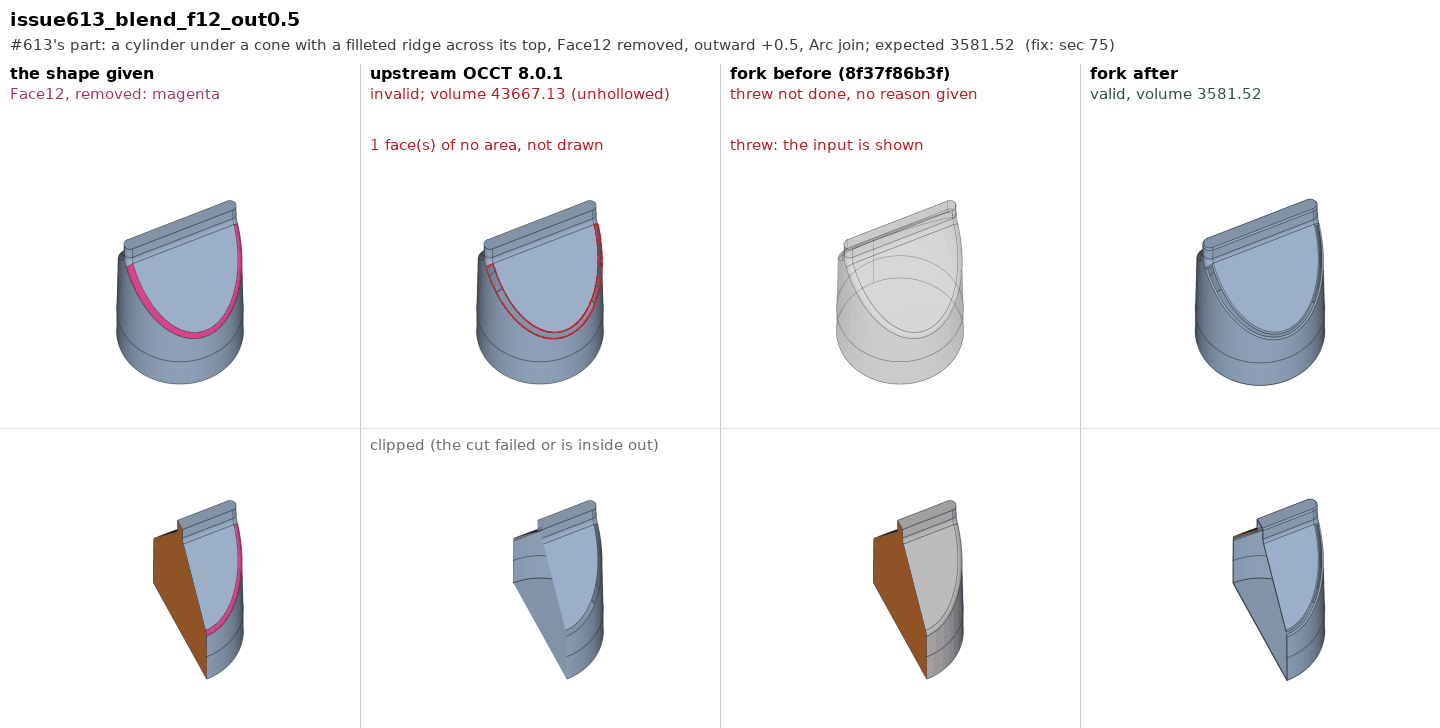 issue613_blend_f12_out0.5
#613's part: a cylinder under a cone with a filleted ridge across its top, Face12 removed, outward +0.5, Arc join; expected 3581.52  (fix: sec 75)
the shape given
Face12, removed: magenta
upstream OCCT 8.0.1
invalid; volume 43667.13 (unhollowed)
1 face(s) of no area, not drawn
fork before (8f37f86b3f)
threw not done, no reason given
threw: the input is shown
fork after
valid, volume 3581.52
clipped (the cut failed or is inside out)